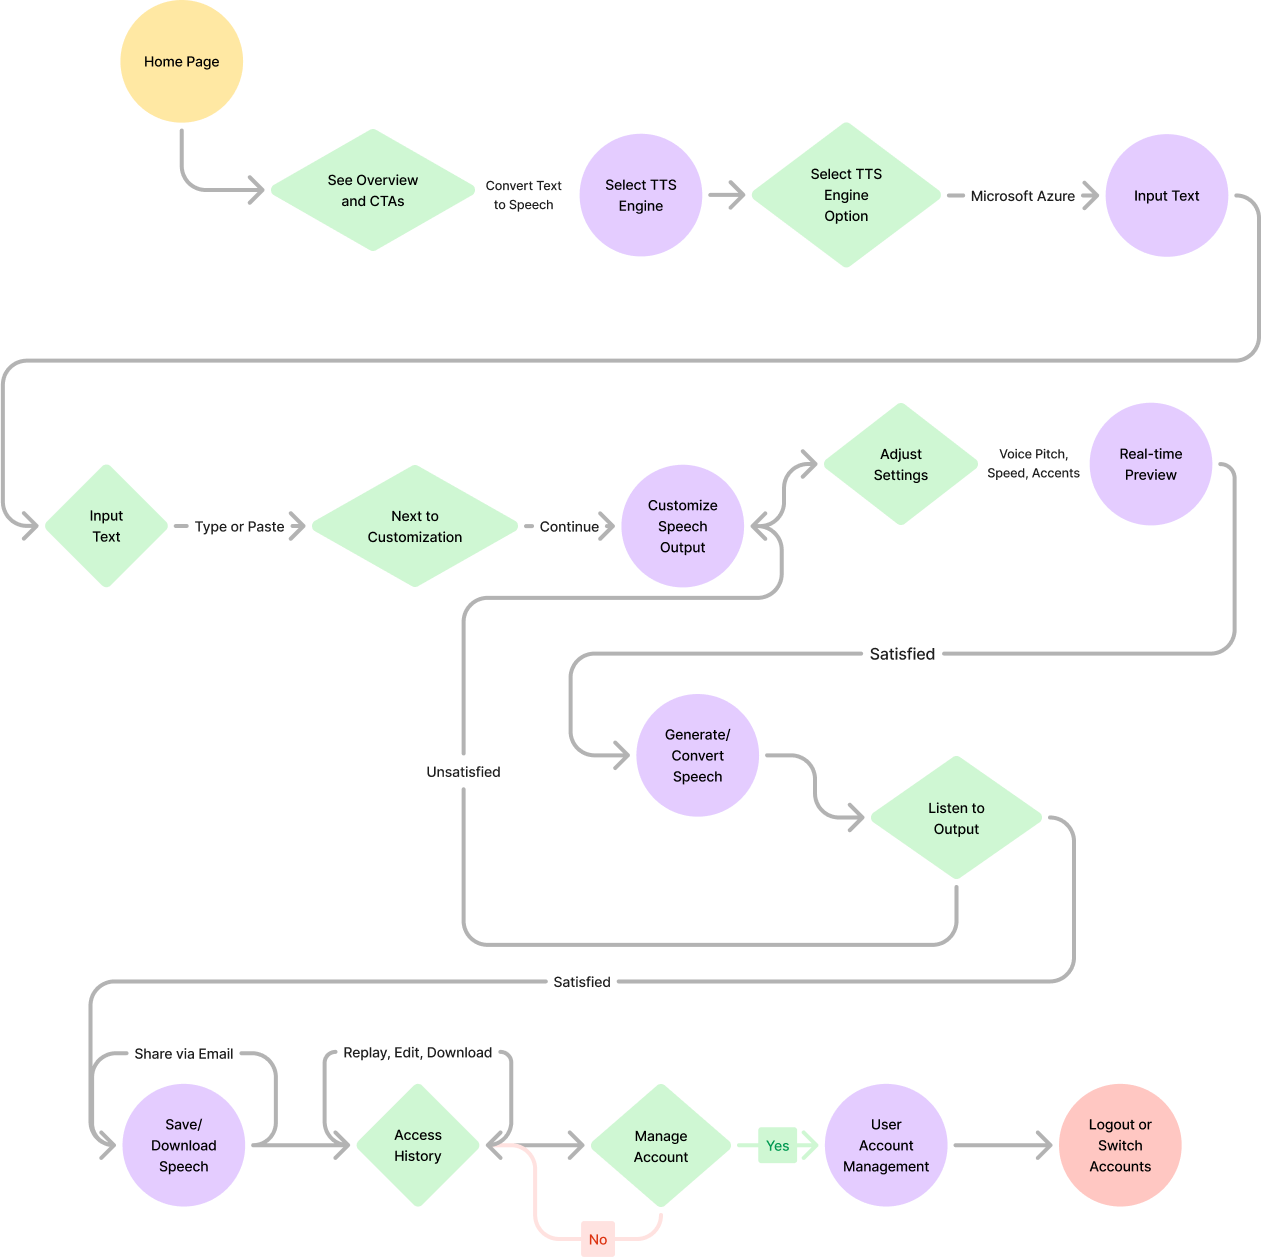 Home Page
See Overview
and CTAs
Convert Text
to Speech
Select TTS
Engine
Select TTS
Engine
Option
Microsoft Azure
Input Text
Input
Text
Type or Paste
Next to
Customization
Continue
Customize
Speech
Output
Adjust
Settings
Voice Pitch,
Speed, Accents
Real-time
Preview
Satisfied
Generate/
Convert
Speech
Unsatisfied
Listen to
Output
Satisfied
Share via Email
Save/
Download
Speech
Replay, Edit, Download
Access
History
Manage
Account
Yes
No
User
Account
Management
Logout or
Switch
Accounts